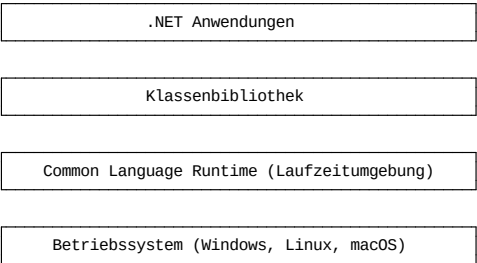 .NET Anwendungen
Klassenbibliothek
Common Language Runtime (Laufzeitumgebung)
Betriebssystem (Windows, Linux, macOS)